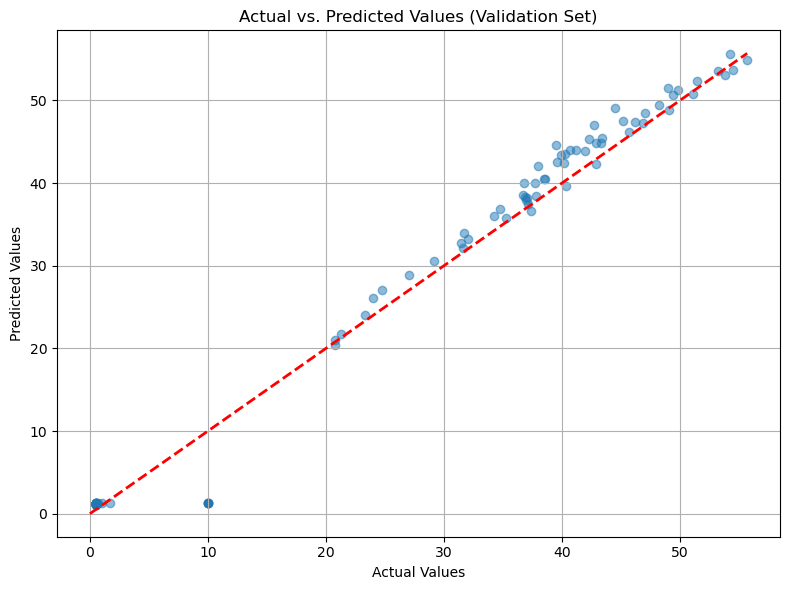 Actual vs. Predicted Values (Validation Set)
Predicted Values
50
40
30
20
10
0
0 10 20 30 40 50
Actual Values